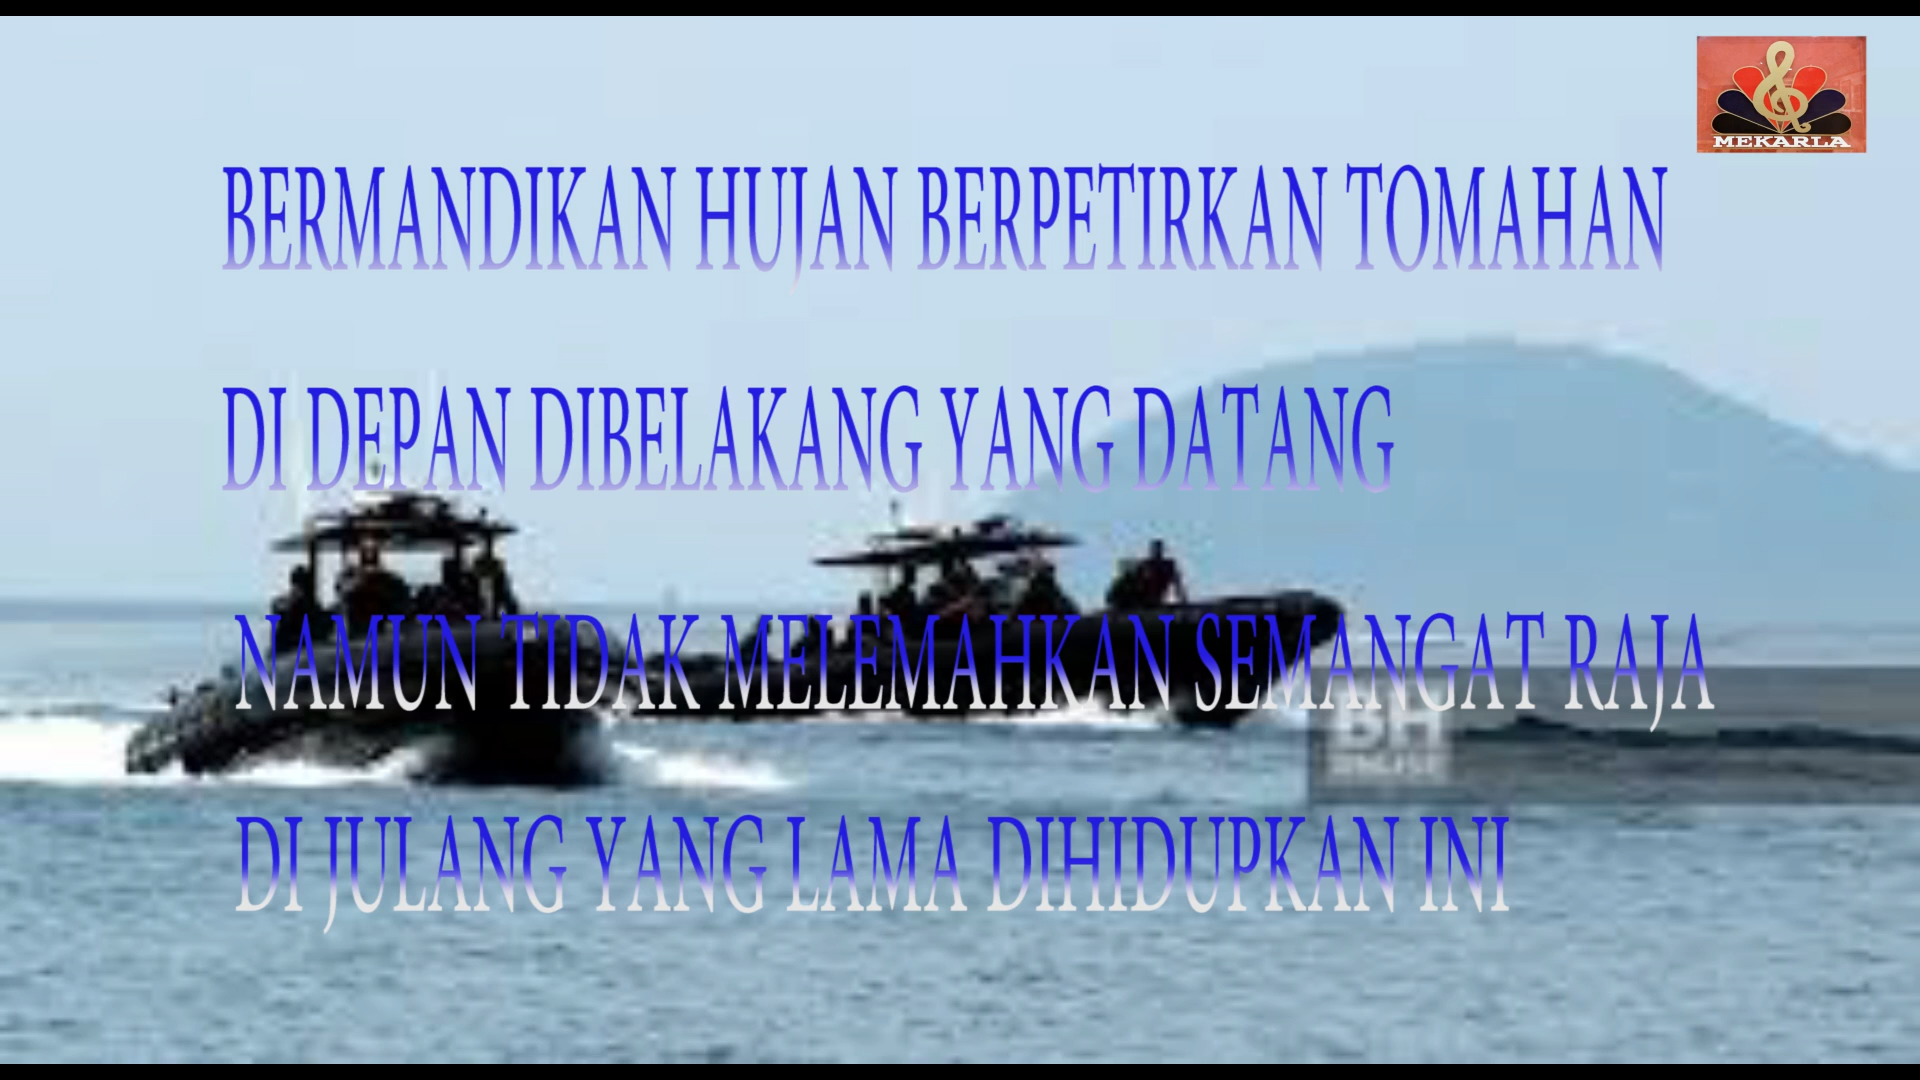 MEKARLA
BERMANDIKAN HUJAN BERPETIRKAN TOMAHAN
DI DEPAN DIBELAKANG YANG DATANG
NAMUN TIDAK MELEMAHKAN SEMANGAT RAJA
BH
ONLINE
DI JULANG YANG LAMA DIHIDUPKAN INI